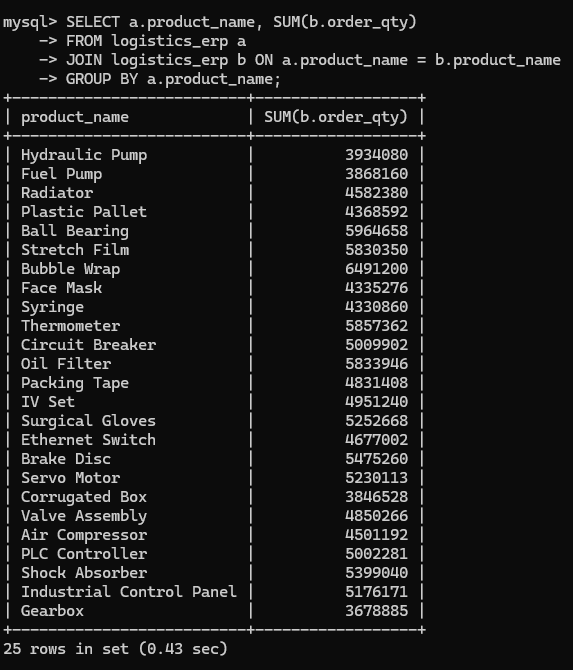 mysql> SELECT a.product_name, SUM(b.order_qty)
    -> FROM logistics_erp a
    -> JOIN logistics_erp b ON a.product_name = b.product_name
    -> GROUP BY a.product_name;
+--------------------------+------------------+
| product_name             | SUM(b.order_qty) |
+--------------------------+------------------+
| Hydraulic Pump           |          3934080 |
| Fuel Pump                |          3868160 |
| Radiator                 |          4582380 |
| Plastic Pallet           |          4368592 |
| Ball Bearing             |          5964658 |
| Stretch Film             |          5830350 |
| Bubble Wrap              |          6491200 |
| Face Mask                |          4335276 |
| Syringe                  |          4330860 |
| Thermometer              |          5857362 |
| Circuit Breaker          |          5009902 |
| Oil Filter               |          5833946 |
| Packing Tape             |          4831408 |
| IV Set                   |          4951240 |
| Surgical Gloves          |          5252668 |
| Ethernet Switch          |          4677002 |
| Brake Disc               |          5475260 |
| Servo Motor              |          5230113 |
| Corrugated Box           |          3846528 |
| Valve Assembly           |          4850266 |
| Air Compressor           |          4501192 |
| PLC Controller           |          5002281 |
| Shock Absorber           |          5399040 |
| Industrial Control Panel |          5176171 |
| Gearbox                  |          3678885 |
+--------------------------+------------------+
25 rows in set (0.43 sec)